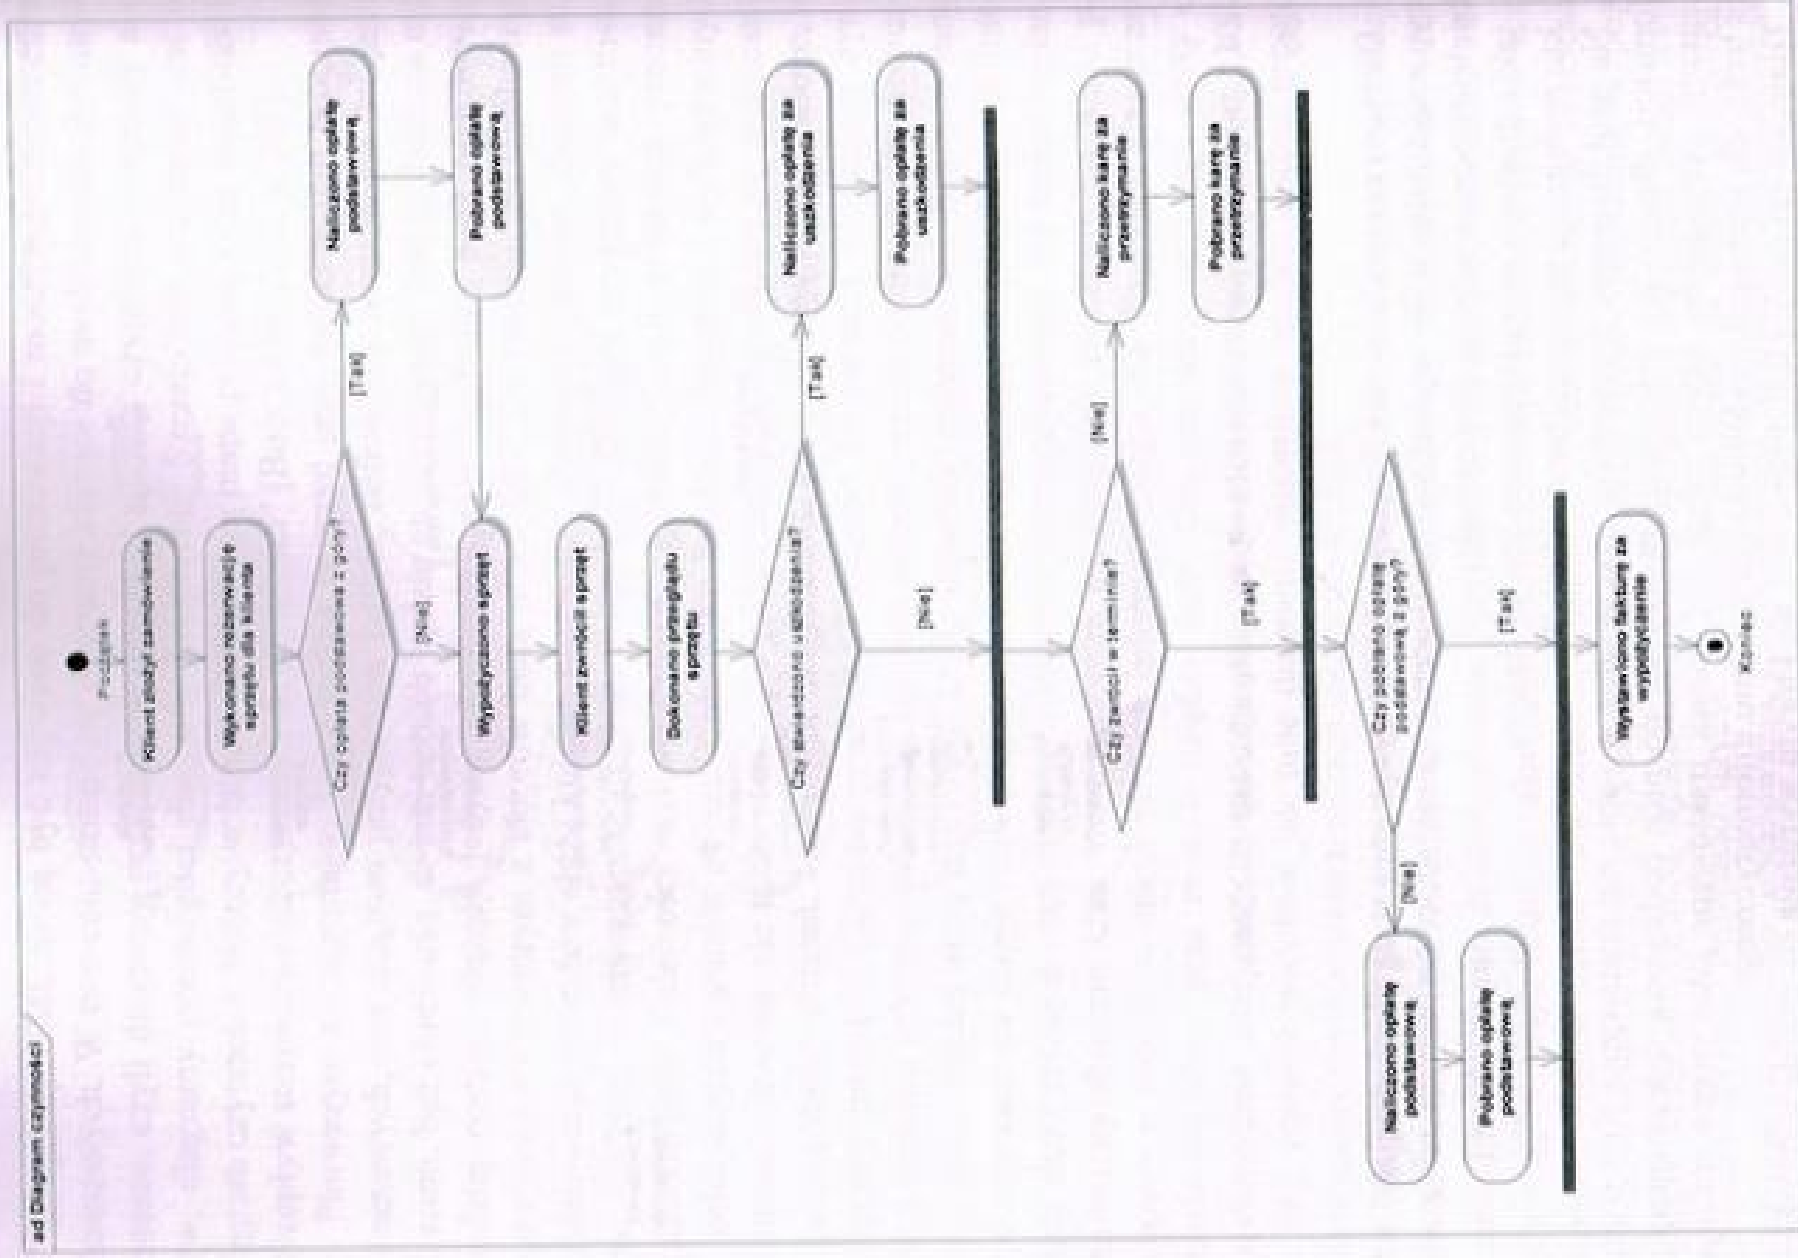 ad Diagram czynności
Początek
Klient złożył zamówienie
Wykonano rezerwację
sprzętu dla klienta
Czy opłata podstawowa z góry?
[Tak]
Naliczono opłatę
podstawową
Pobrano opłatę
podstawową
[Nie]
Wypożyczono sprzęt
Klient zwrócił sprzęt
Dokonano przeglądu
sprzętu
Czy stwierdzono uszkodzenia?
[Tak]
Naliczono opłatę za
uszkodzenia
Pobrano opłatę za
uszkodzenia
[Nie]
Czy zwrócił w terminie?
[Nie]
Naliczono karę za
przetrzymanie
Pobrano karę za
przetrzymanie
[Tak]
Czy pobrano opłatę
podstawową z góry?
[Nie]
Naliczono opłatę
podstawową
Pobrano opłatę
podstawową
[Tak]
Wystawiono fakturę za
wypożyczenie
Koniec